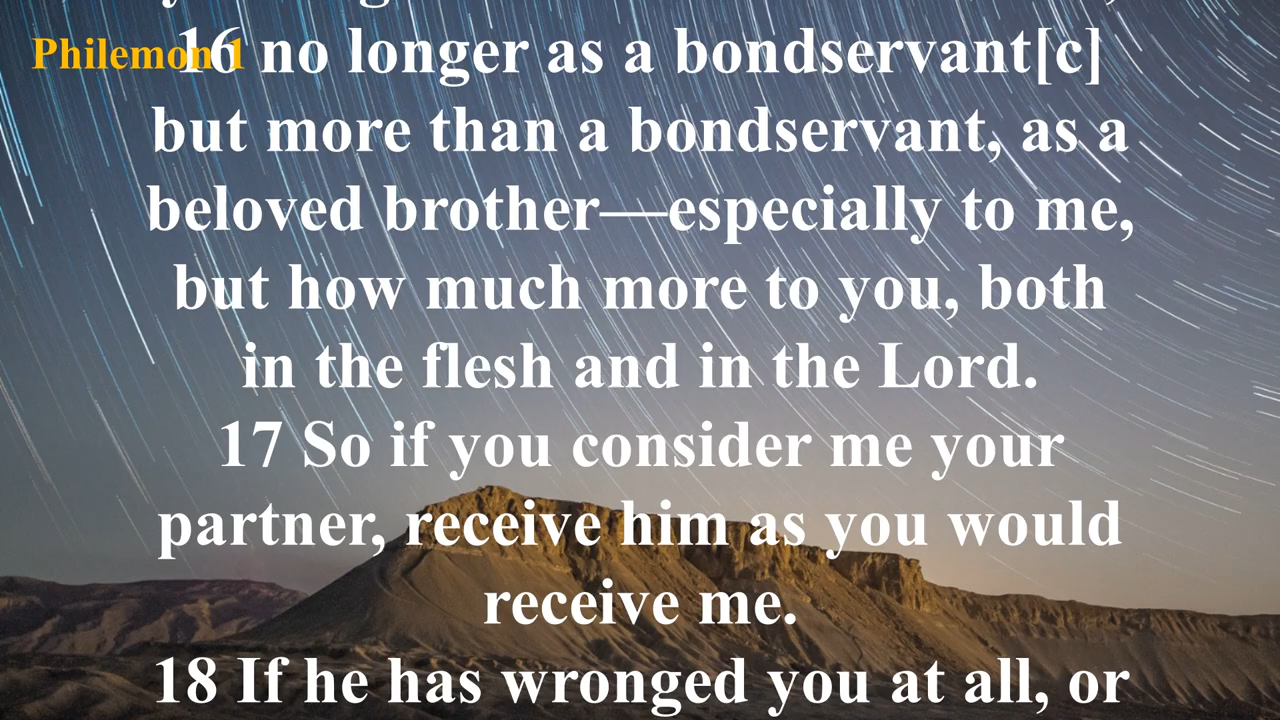 Philemon 1
16 no longer as a bondservant[c]
but more than a bondservant, as a
beloved brother—especially to me,
but how much more to you, both
in the flesh and in the Lord.
17 So if you consider me your
partner, receive him as you would
receive me.
18 If he has wronged you at all, or